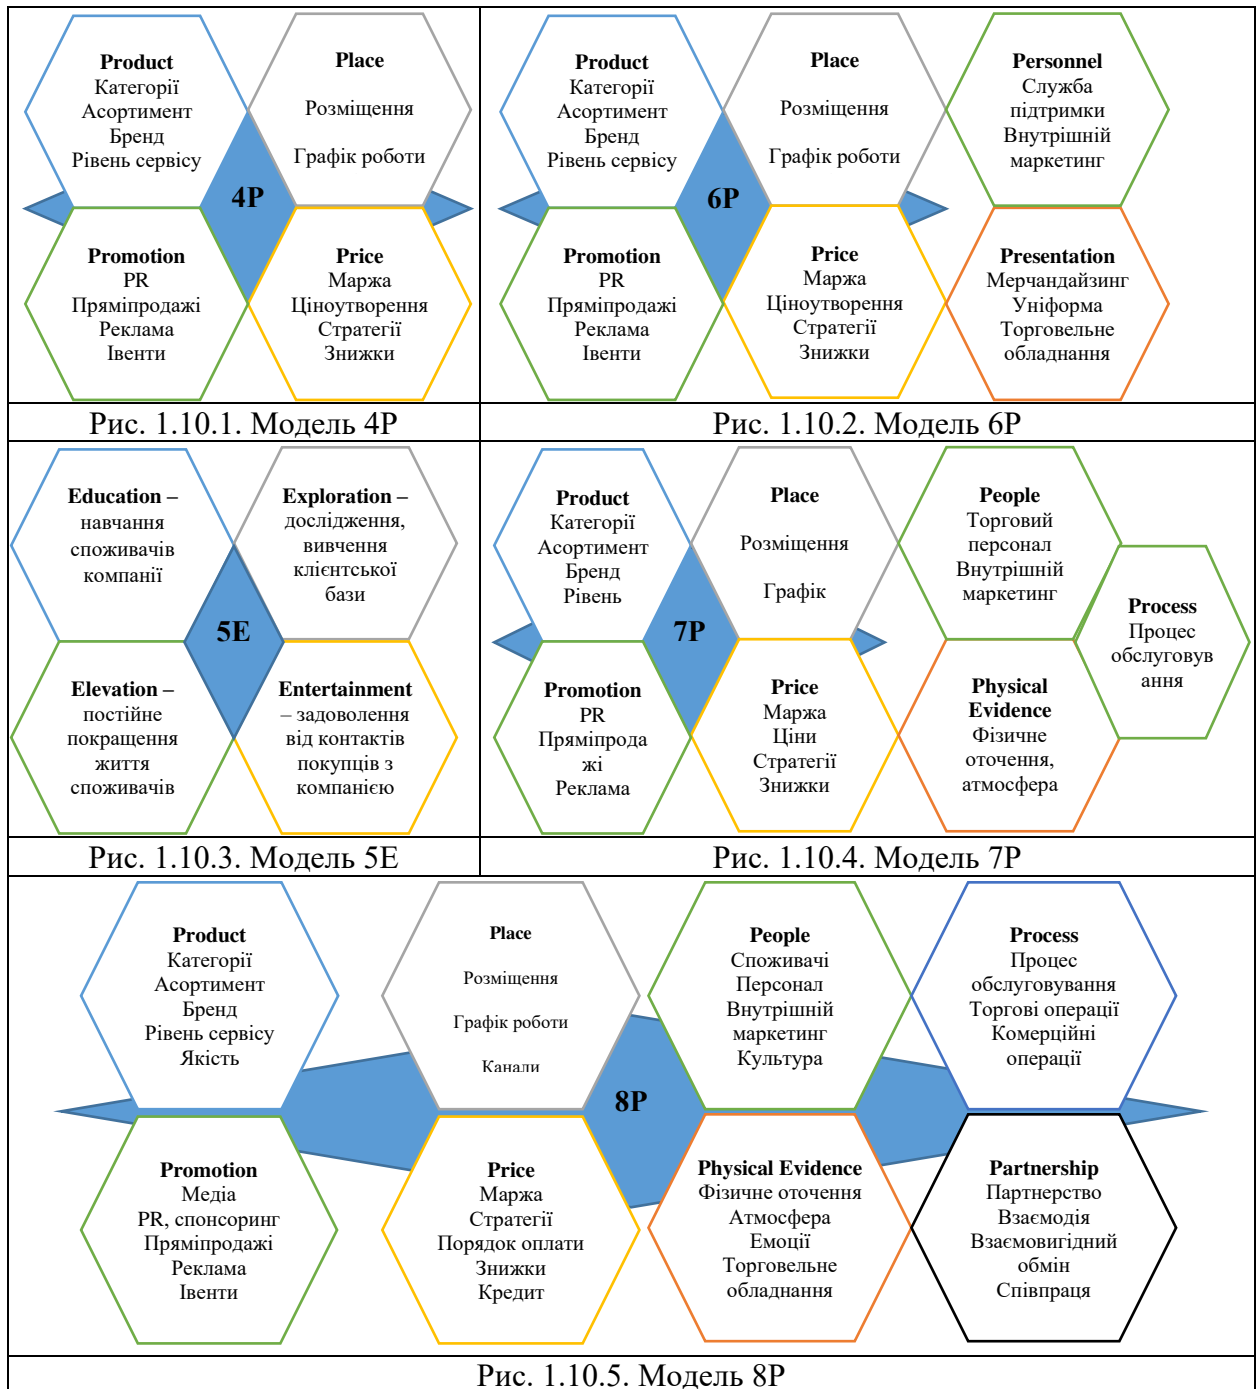 Product
Категорії
Асортимент
Бренд
Рівень сервісу
Place
Розміщення
Графік роботи
4P
Promotion
PR
Пряміпродажі
Реклама
Івенти
Price
Маржа
Ціноутворення
Стратегії
Знижки
Рис. 1.10.1. Модель 4P
Product
Категорії
Асортимент
Бренд
Рівень сервісу
Place
Розміщення
Графік роботи
Personnel
Служба
підтримки
Внутрішній
маркетинг
6P
Promotion
PR
Пряміпродажі
Реклама
Івенти
Price
Маржа
Ціноутворення
Стратегії
Знижки
Presentation
Мерчандайзинг
Уніформа
Торговельне
обладнання
Рис. 1.10.2. Модель 6P
Education –
навчання
споживачів
компанії
Exploration –
дослідження,
вивчення
клієнтської
бази
5E
Elevation –
постійне
покращення
життя
споживачів
Entertainment
– задоволення
від контактів
покупців з
компанією
Рис. 1.10.3. Модель 5E
Product
Категорії
Асортимент
Бренд
Рівень
Place
Розміщення
Графік
People
Торговий
персонал
Внутрішній
маркетинг
Process
Процес
обслуговув
ання
7P
Promotion
PR
Пряміпрода
жі
Реклама
Price
Маржа
Ціни
Стратегії
Знижки
Physical
Evidence
Фізичне
оточення,
атмосфера
Рис. 1.10.4. Модель 7P
Product
Категорії
Асортимент
Бренд
Рівень сервісу
Якість
Place
Розміщення
Графік роботи
Канали
People
Споживачі
Персонал
Внутрішній
маркетинг
Культура
Process
Процес
обслуговування
Торгові операції
Комерційні
операції
8P
Promotion
Медіа
PR, спонсоринг
Пряміпродажі
Реклама
Івенти
Price
Маржа
Стратегії
Порядок оплати
Знижки
Кредит
Physical Evidence
Фізичне оточення
Атмосфера
Емоції
Торговельне
обладнання
Partnership
Партнерство
Взаємодія
Взаємовигідний
обмін
Співпраця
Рис. 1.10.5. Модель 8P